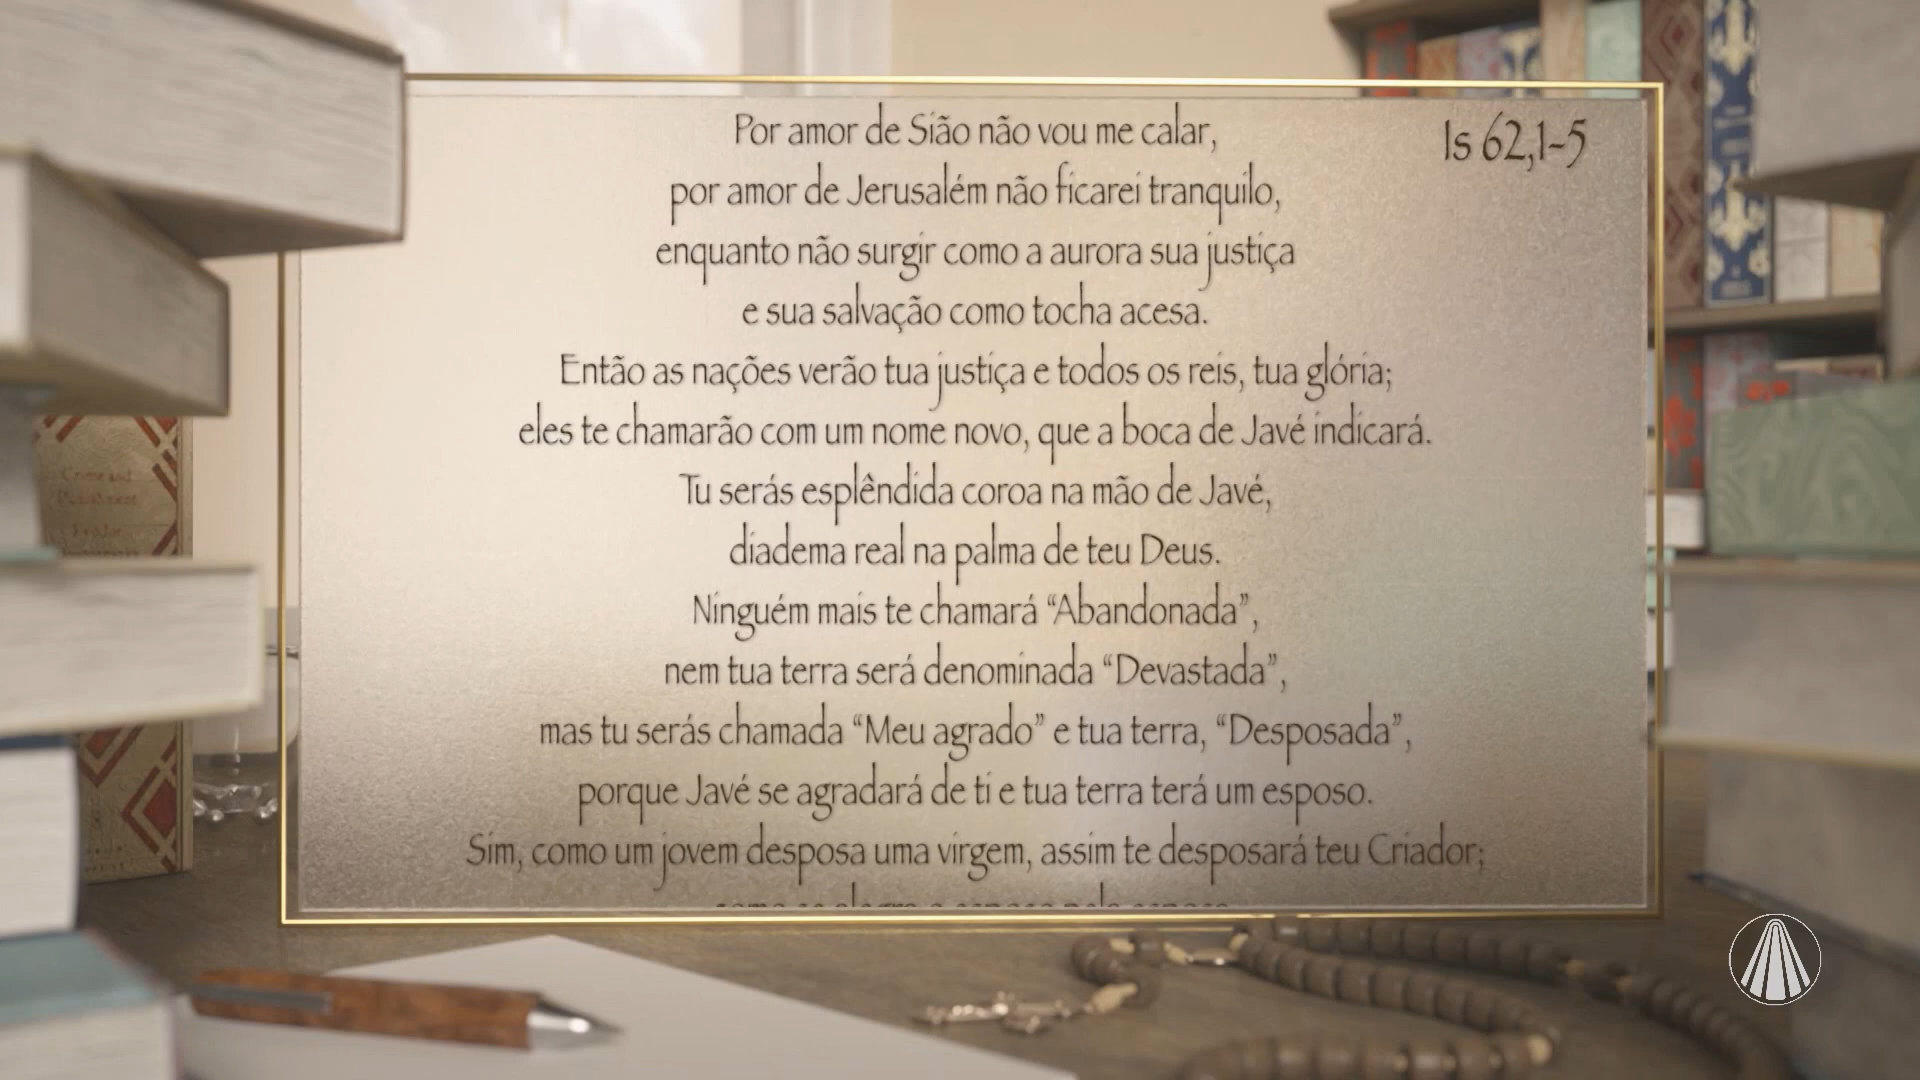 Is 62,1-5
Por amor de Sião não vou me calar,
por amor de Jerusalém não ficarei tranquilo,
enquanto não surgir como a aurora sua justiça
e sua salvação como tocha acesa.
Então as nações verão tua justiça e todos os reis, tua glória;
eles te chamarão com um nome novo, que a boca de Javé indicará.
Tu serás esplêndida coroa na mão de Javé,
diadema real na palma de teu Deus.
Ninguém mais te chamará “Abandonada”,
nem tua terra será denominada “Devastada”,
mas tu serás chamada “Meu agrado” e tua terra, “Desposada”,
porque Javé se agradará de ti e tua terra terá um esposo.
Sim, como um jovem desposa uma virgem, assim te desposará teu Criador;